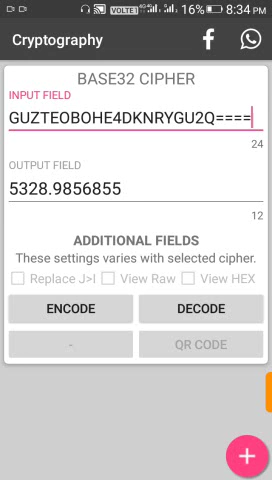 VOLTE 4G 16% 8:34 PM
Cryptography
BASE32 CIPHER
INPUT FIELD
GUZTEOBOHE4DKNRYGU2Q====
24
OUTPUT FIELD
5328.9856855
12
ADDITIONAL FIELDS
These settings varies with selected cipher.
Replace J>I View Raw View HEX
ENCODE DECODE
- QR CODE